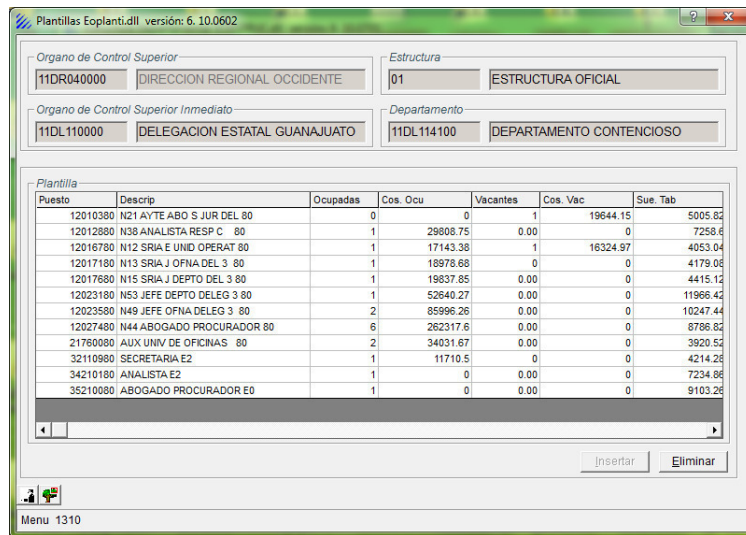 Plantillas Eoplanti.dll versión: 6. 10.0602
Organo de Control Superior
11DR040000 DIRECCION REGIONAL OCCIDENTE
Estructura
01 ESTRUCTURA OFICIAL
Organo de Control Superior Inmediato
11DL110000 DELEGACION ESTATAL GUANAJUATO
Departamento
11DL114100 DEPARTAMENTO CONTENCIOSO
Plantilla
Puesto Descrip Ocupadas Cos. Ocu Vacantes Cos. Vac Sue. Tab
12010380 N21 AYTE ABO S JUR DEL 80 0 0 1 19644.15 5005.82
12012880 N38 ANALISTA RESP C 80 1 29808.75 0.00 0 7258.6
12016780 N12 SRIA E UNID OPERAT 80 1 17143.38 1 16324.97 4053.04
12017180 N13 SRIA J OFNA DEL 3 80 1 18978.68 0 0 4179.08
12017680 N15 SRIA J DEPTO DEL 3 80 1 19837.85 0.00 0 4415.12
12023180 N53 JEFE DEPTO DELEG 3 80 1 52640.27 0.00 0 11966.42
12023580 N49 JEFE OFNA DELEG 3 80 2 85996.26 0.00 0 10247.44
12027480 N44 ABOGADO PROCURADOR 80 6 262317.6 0.00 0 8786.82
21760080 AUX UNIV DE OFICINAS 80 2 34031.67 0.00 0 3920.52
32110980 SECRETARIA E2 1 11710.5 0 0 4214.28
34210180 ANALISTA E2 1 0 0.00 0 7234.86
35210080 ABOGADO PROCURADOR E0 1 0 0.00 0 9103.26
Insertar Eliminar
Menu 1310